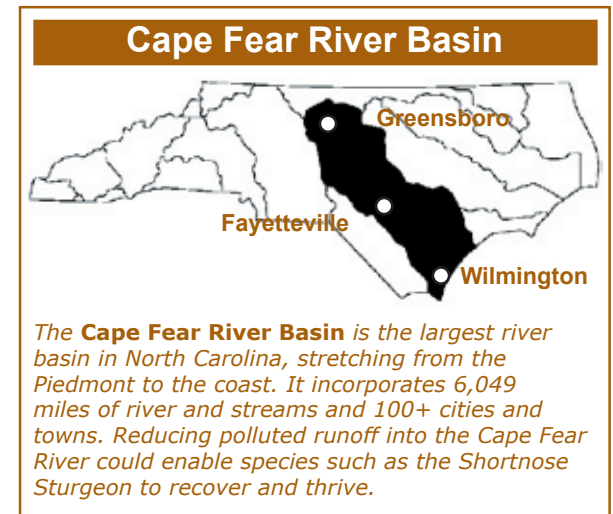 Cape Fear River Basin
Greensboro
Fayetteville
Wilmington
The Cape Fear River Basin is the largest river
basin in North Carolina, stretching from the
Piedmont to the coast. It incorporates 6,049
miles of river and streams and 100+ cities and
towns. Reducing polluted runoff into the Cape Fear
River could enable species such as the Shortnose
Sturgeon to recover and thrive.